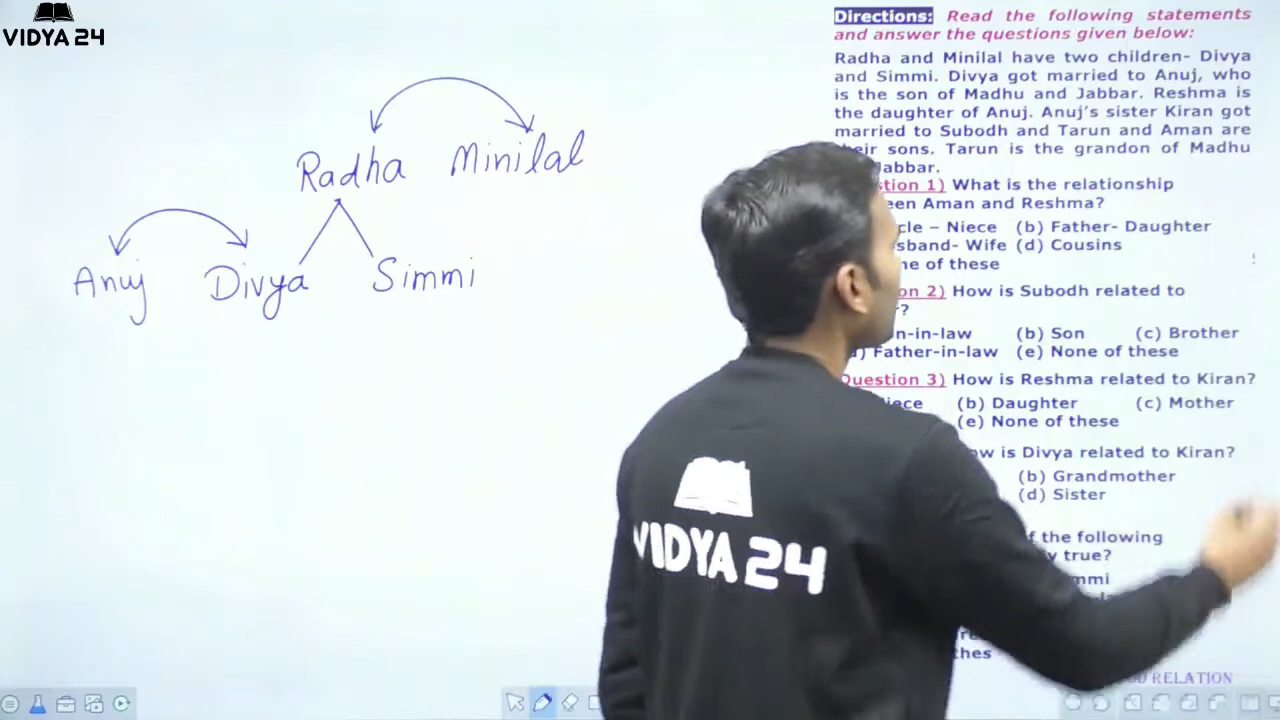 VIDYA 24
Radha Minilal
Anuj Divya Simmi
VIDYA 24
Directions: Read the following statements
and answer the questions given below:
Radha and Minilal have two children- Divya
and Simmi. Divya got married to Anuj, who
is the son of Madhu and Jabbar. Reshma is
the daughter of Anuj. Anuj's sister Kiran got
married to Subodh and Tarun and Aman are
sons. Tarun is the grandon of Madhu
Jabbar.
1) What is the relationship
Aman and Reshma?
– Niece (b) Father- Daughter
Wife (d) Cousins
of these
2) How is Subodh related to
in-law (b) Son (c) Brother
Father-in-law (e) None of these
Question 3) How is Reshma related to Kiran?
(b) Daughter (c) Mother
(e) None of these
is Divya related to Kiran?
(b) Grandmother
(d) Sister
the following
true?
RELATION